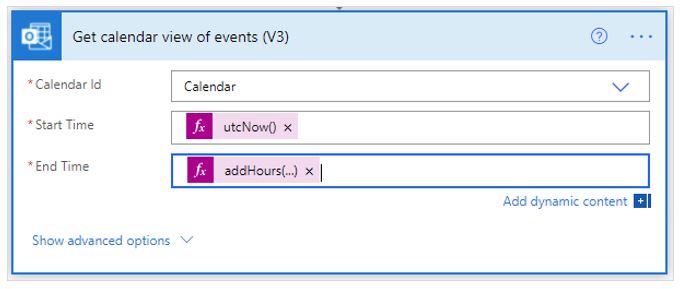 Get calendar view of events (V3)
* Calendar Id
Calendar
* Start Time
fx utcNow() ×
* End Time
fx addHours(...) ×
Add dynamic content
Show advanced options